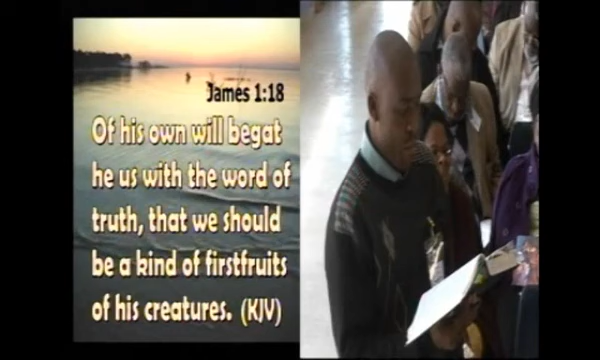 James 1:18
Of his own will begat
he us with the word of
truth, that we should
be a kind of firstfruits
of his creatures. (KJV)